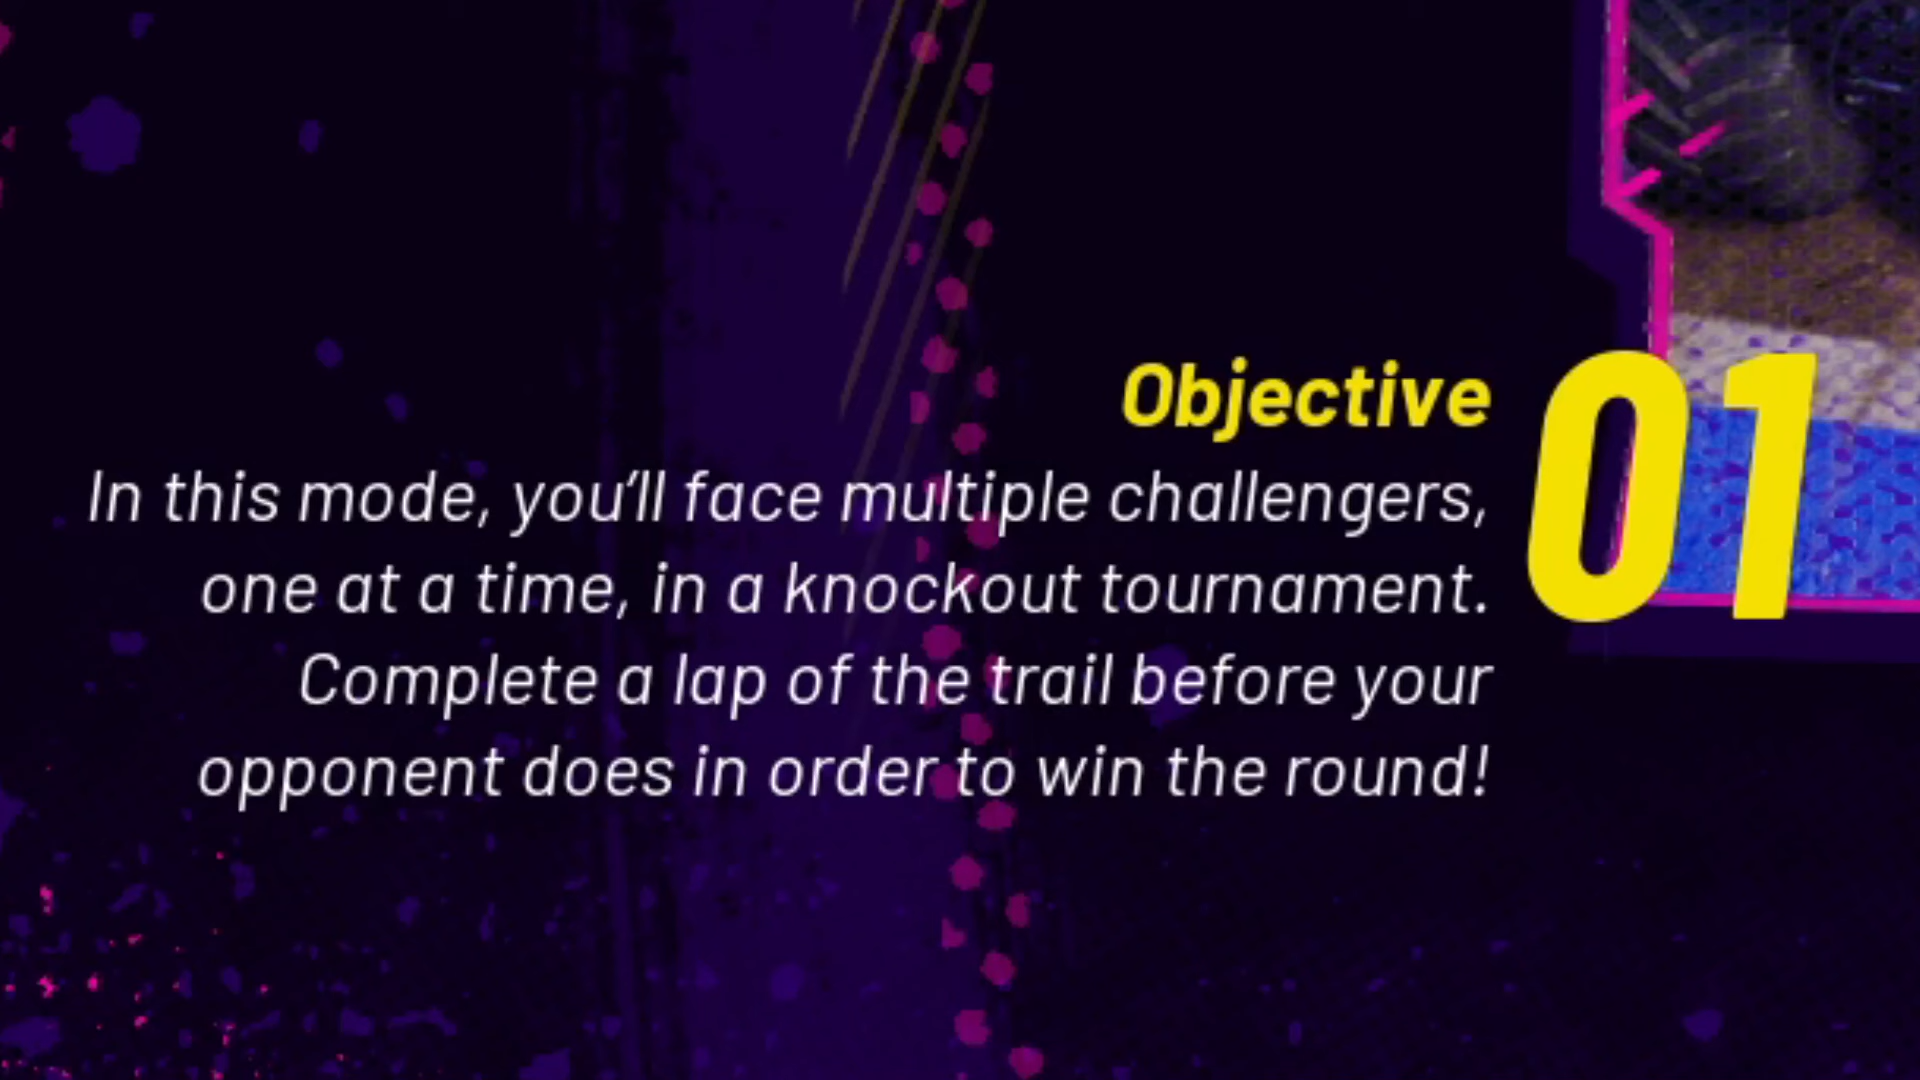 Objective
01
In this mode, you’ll face multiple challengers,
one at a time, in a knockout tournament.
Complete a lap of the trail before your
opponent does in order to win the round!